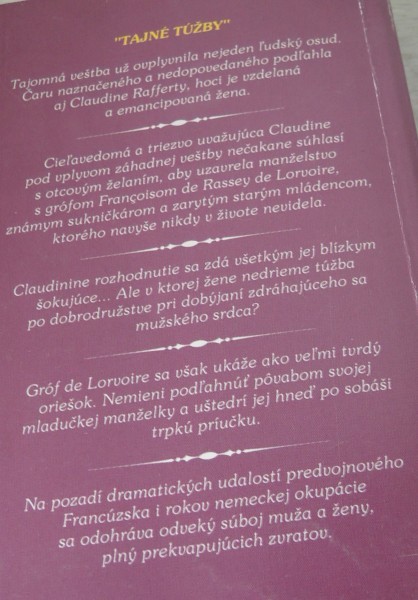 "TAJNÉ TÚŽBY"
Tajomná veštba už ovplyvnila nejeden ľudský osud.
Čaru naznačeného a nedopovedaného podľahla
aj Claudine Rafferty, hoci je vzdelaná
a emancipovaná žena.
Cieľavedomá a triezvo uvažujúca Claudine
pod vplyvom záhadnej veštby nečakane súhlasí
s otcovým želaním, aby uzavrela manželstvo
s grófom Françoisom de Rassey de Lorvoire,
známym sukničkárom a zarytým starým mládencom,
ktorého navyše nikdy v živote nevidela.
Claudinine rozhodnutie sa zdá všetkým jej blízkym
šokujúce... Ale v ktorej žene nedrieme túžba
po dobrodružstve pri dobýjaní zdráhajúceho sa
mužského srdca?
Gróf de Lorvoire sa však ukáže ako veľmi tvrdý
oriešok. Nemieni podľahnúť pôvabom svojej
mladučkej manželky a uštedrí jej hneď po sobáši
trpkú príučku.
Na pozadí dramatických udalostí predvojnového
Francúzska i rokov nemeckej okupácie
sa odohráva odveký súboj muža a ženy,
plný prekvapujúcich zvratov.